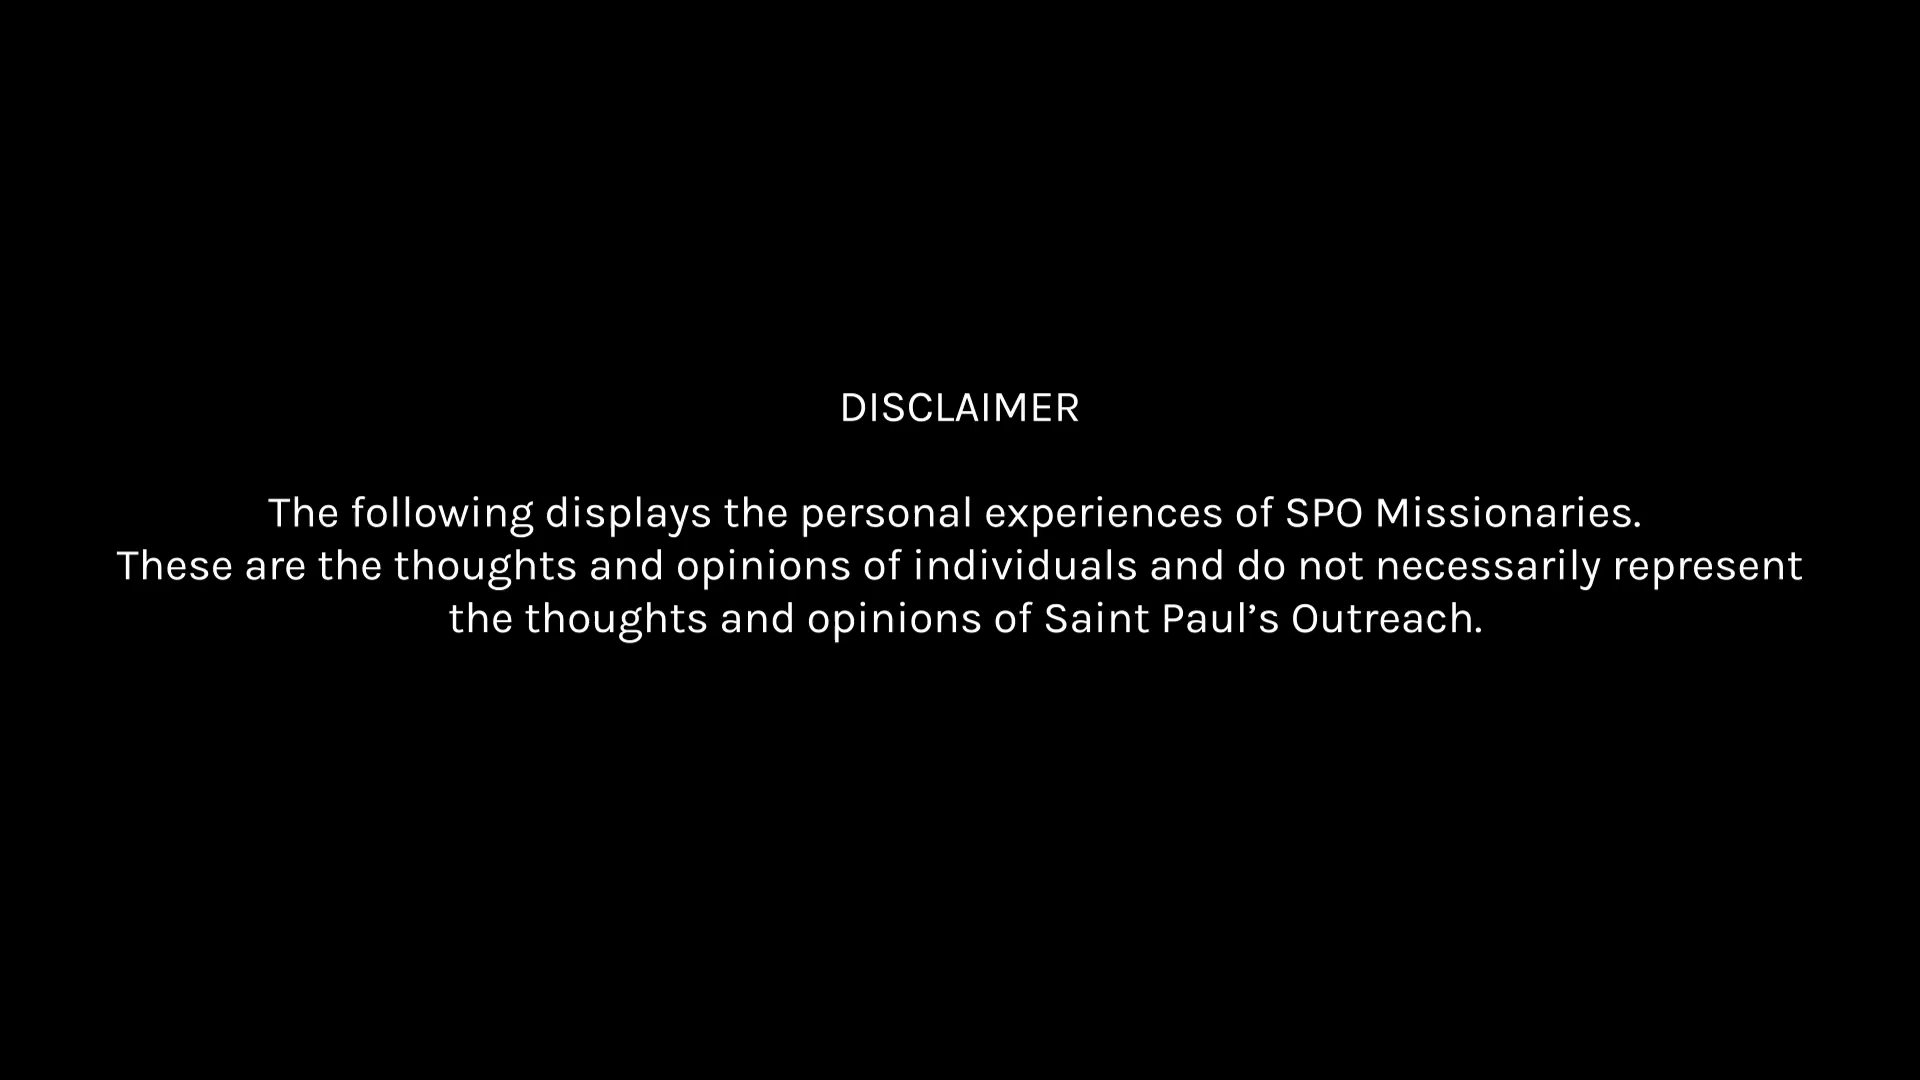 DISCLAIMER
The following displays the personal experiences of SPO Missionaries.
These are the thoughts and opinions of individuals and do not necessarily represent
the thoughts and opinions of Saint Paul’s Outreach.